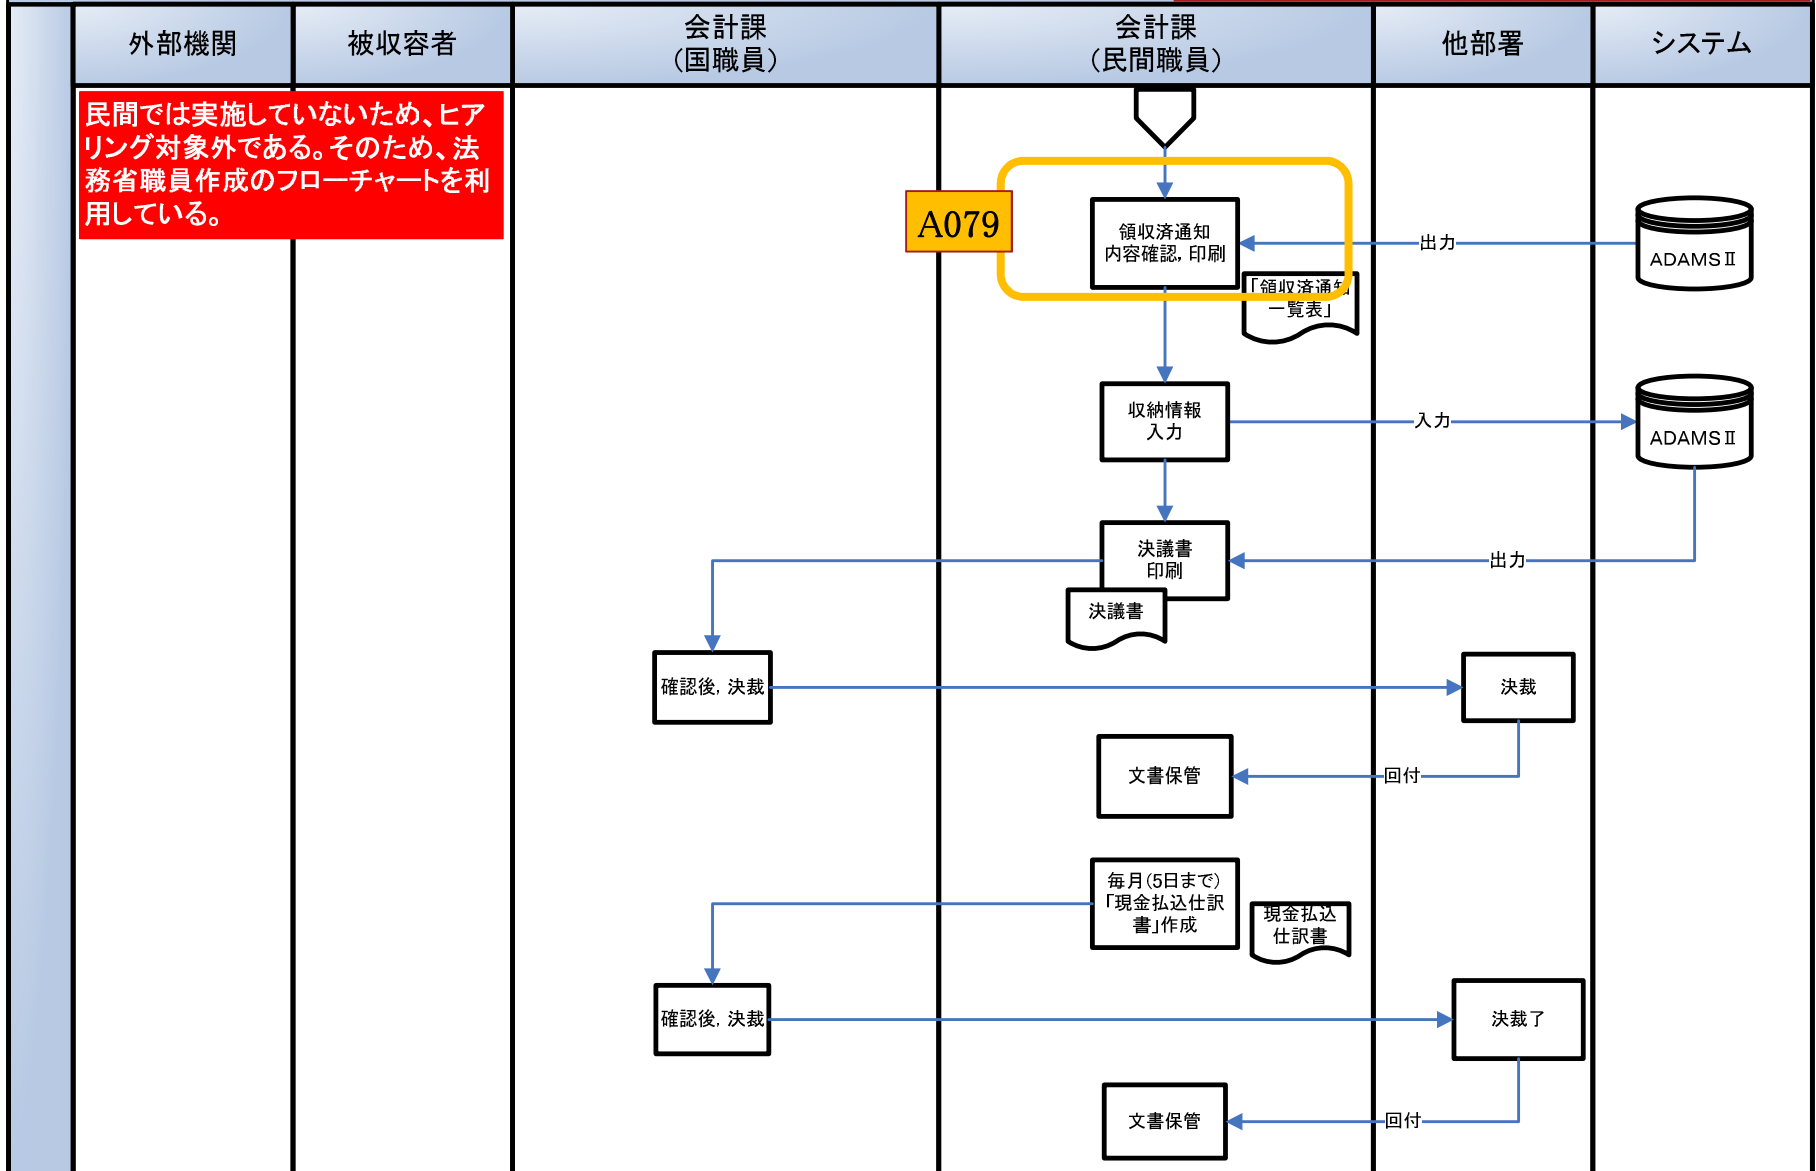 外部機関
被収容者
会計課
（国職員）
会計課
（民間職員）
他部署
システム
民間では実施していないため、ヒア
リング対象外である。そのため、法
務省職員作成のフローチャートを利
用している。
A079
領収済通知
内容確認，印刷
出力
ADAMSⅡ
「領収済通知
一覧表」
収納情報
入力
入力
ADAMSⅡ
決議書
印刷
出力
決議書
確認後，決裁
決裁
文書保管
回付
毎月（5日まで）
「現金払込仕訳
書」作成
現金払込
仕訳書
確認後，決裁
決裁了
文書保管
回付